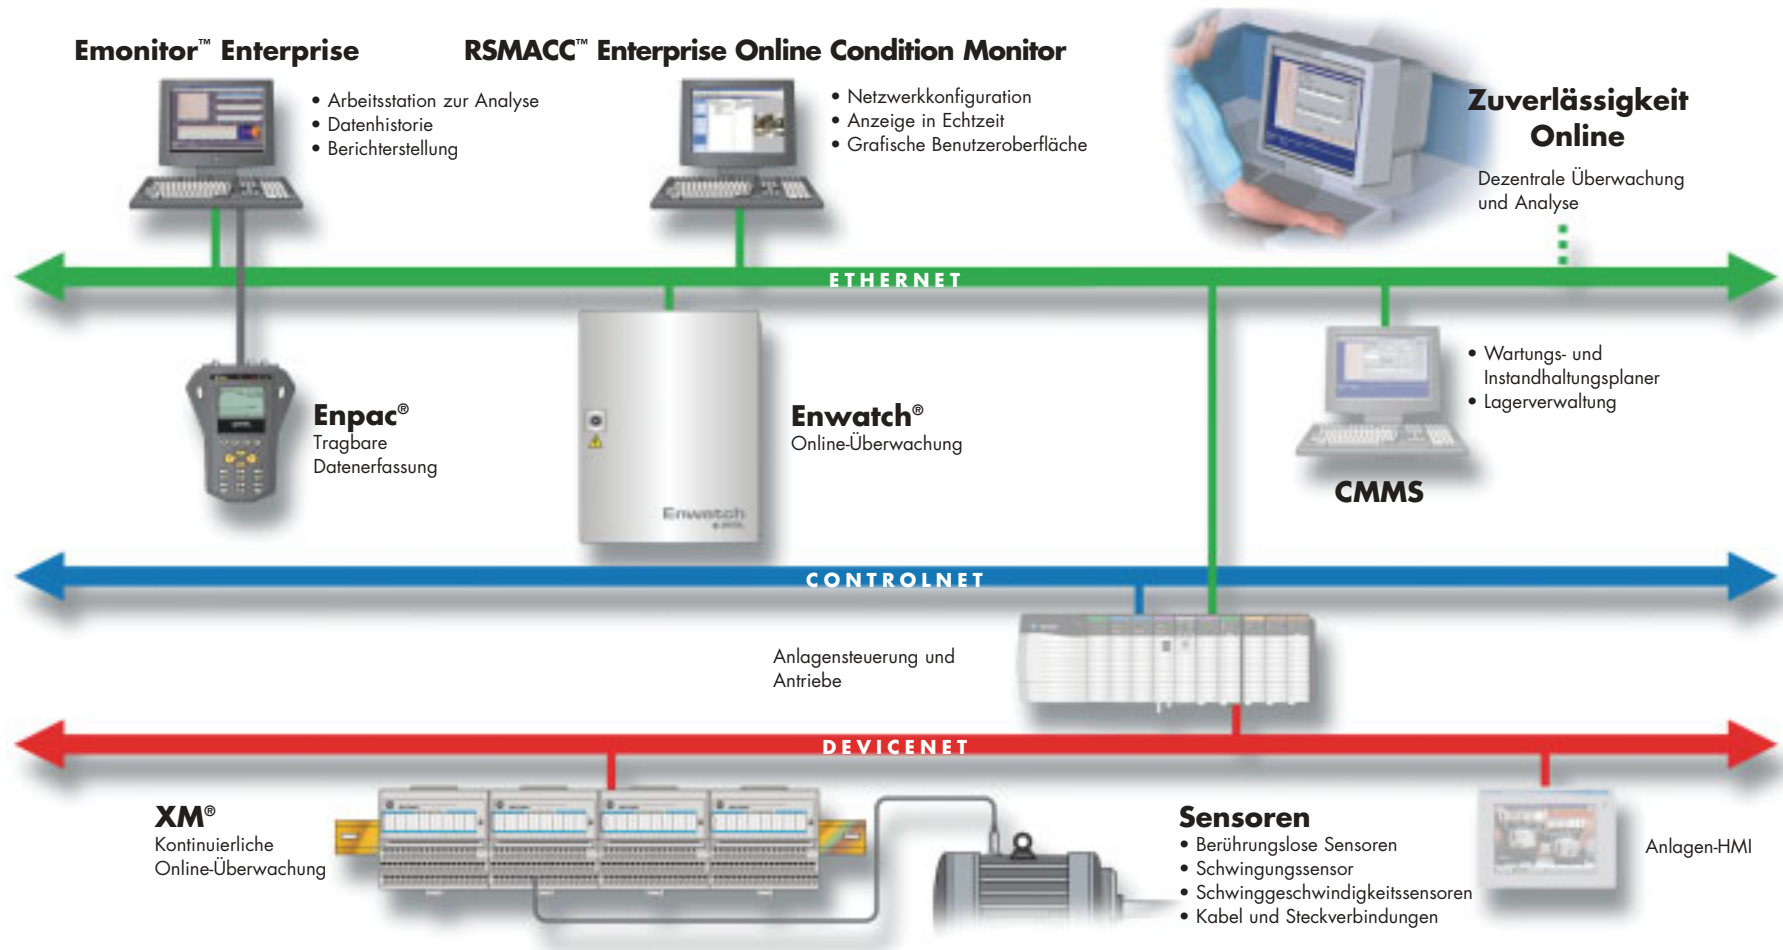 Emonitor™ Enterprise
• Arbeitsstation zur Analyse
• Datenhistorie
• Berichterstellung
RSMACC™ Enterprise Online Condition Monitor
• Netzwerkkonfiguration
• Anzeige in Echtzeit
• Grafische Benutzeroberfläche
Zuverlässigkeit
Online
Dezentrale Überwachung
und Analyse
ETHERNET
Enpac®
Tragbare
Datenerfassung
Enwatch®
Online-Überwachung
Enwatch
• Wartungs- und
Instandhaltungsplaner
• Lagerverwaltung
CMMS
CONTROLNET
Anlagensteuerung und
Antriebe
DEVICENET
XM®
Kontinuierliche
Online-Überwachung
Sensoren
• Berührungslose Sensoren
• Schwingungssensor
• Schwinggeschwindigkeitssensoren
• Kabel und Steckverbindungen
Anlagen-HMI